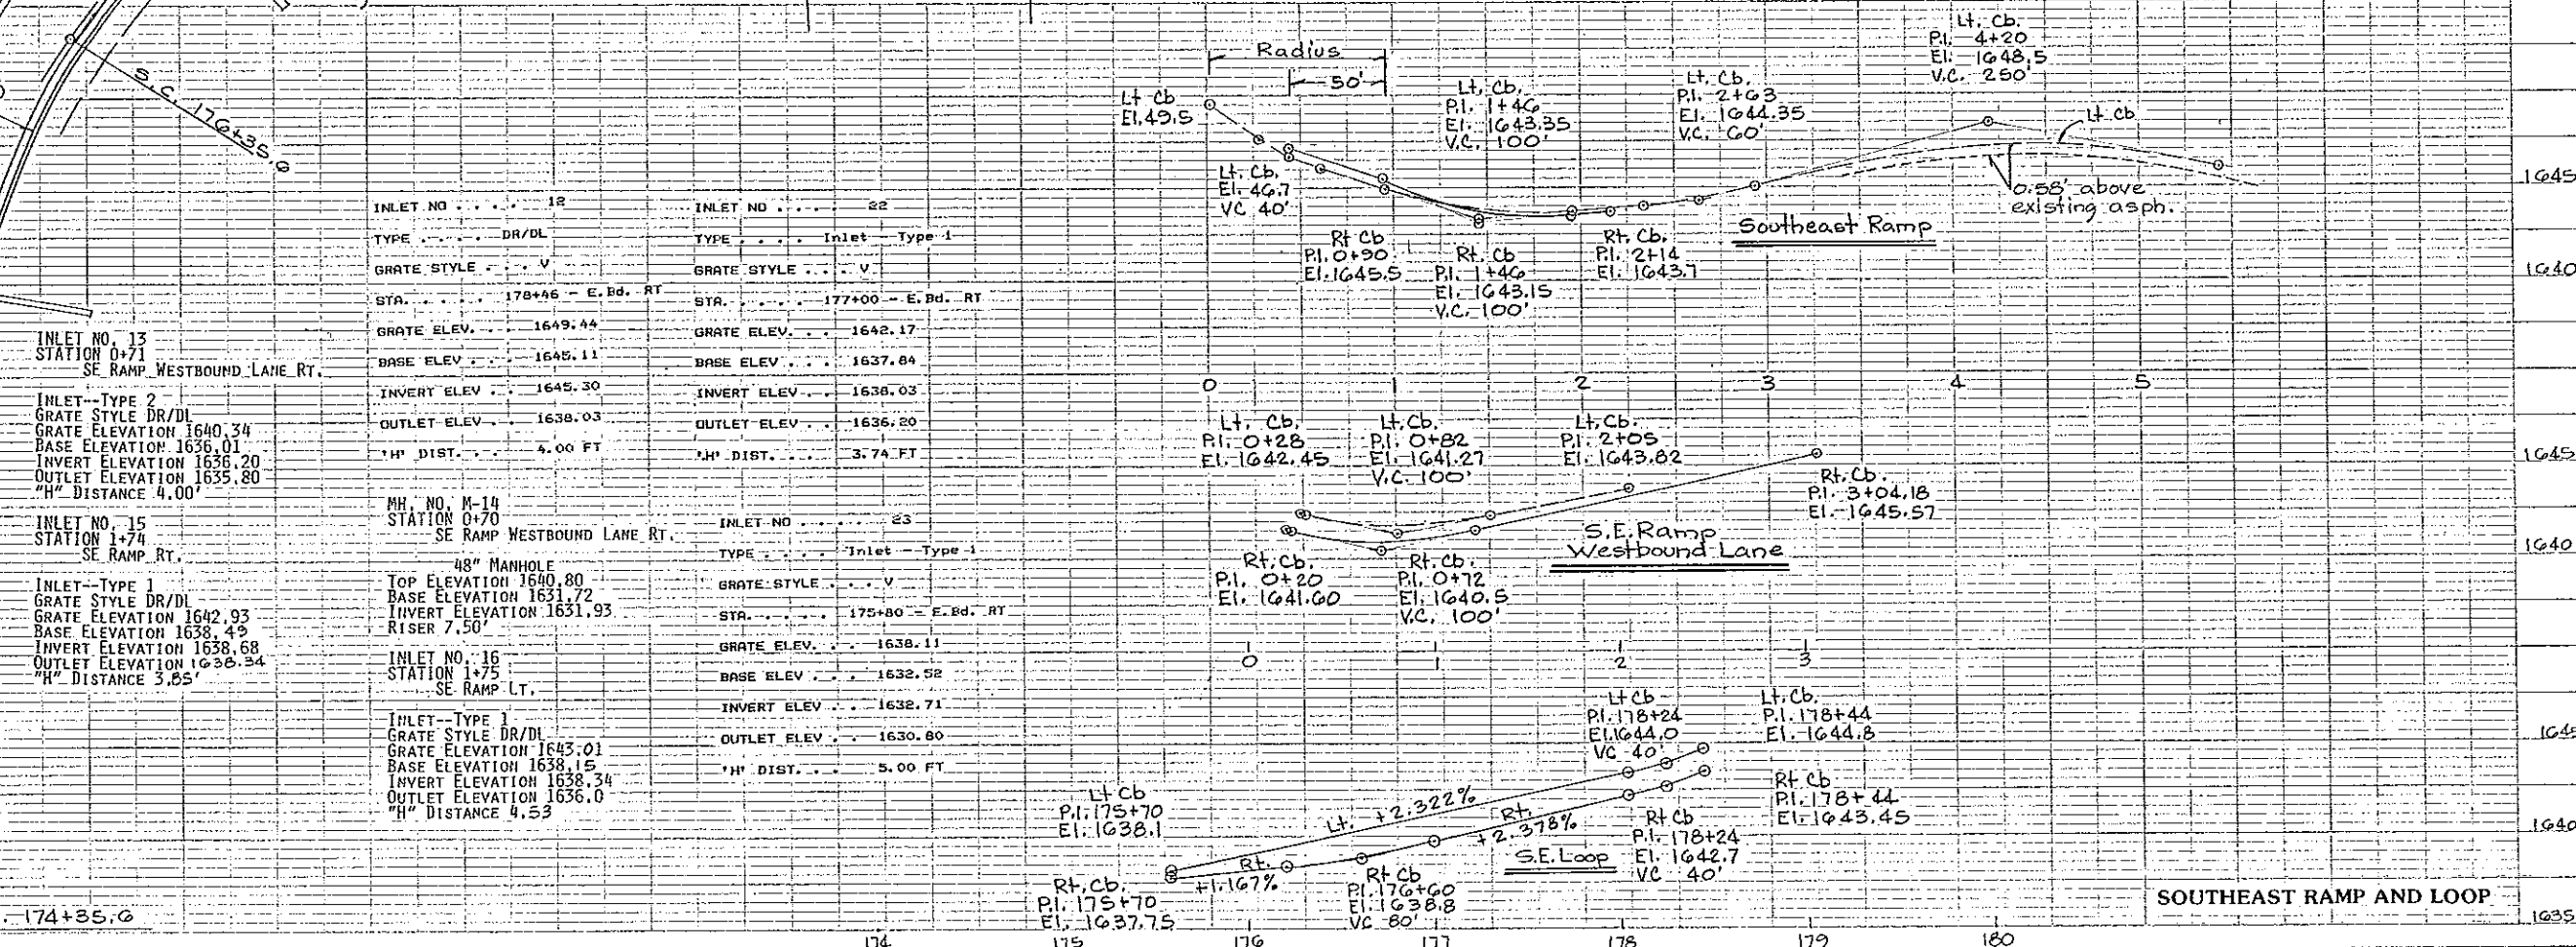 S.C. 176+35.6
INLET NO. 13
STATION 0+71
SE RAMP WESTBOUND LANE RT.
INLET--TYPE 2
GRATE STYLE DR/DL
GRATE ELEVATION 1640.34
BASE ELEVATION 1636.01
INVERT ELEVATION 1636.20
OUTLET ELEVATION 1635.80
"H" DISTANCE 4.00'
INLET NO. 15
STATION 1+74
SE RAMP RT.
INLET--TYPE 1
GRATE STYLE DR/DL
GRATE ELEVATION 1642.93
BASE ELEVATION 1638.49
INVERT ELEVATION 1638.68
OUTLET ELEVATION 1638.34
"H" DISTANCE 3.85'
. 174+35.6
INLET NO . . . . 12
TYPE . . . . DR/DL
GRATE STYLE . . . V
STA. . . . . 178+46 - E.Bd. RT
GRATE ELEV. . . 1649.44
BASE ELEV . . . 1645.11
INVERT ELEV . . 1645.30
OUTLET ELEV . . 1638.03
'H' DIST. . . . 4.00 FT
MH. NO. M-14
STATION 0+70
SE RAMP WESTBOUND LANE RT.
48" MANHOLE
TOP ELEVATION 1640.80
BASE ELEVATION 1631.72
INVERT ELEVATION 1631.93
RISER 7.50'
INLET NO. 16
STATION 1+75
SE RAMP LT.
INLET--TYPE 1
GRATE STYLE DR/DL
GRATE ELEVATION 1643.01
BASE ELEVATION 1638.15
INVERT ELEVATION 1638.34
OUTLET ELEVATION 1636.0
"H" DISTANCE 4.53
INLET NO . . . . 22
TYPE . . . . Inlet - Type 1
GRATE STYLE . . . V
STA. . . . . 177+00 - E.Bd. RT
GRATE ELEV. . . 1642.17
BASE ELEV . . . 1637.84
INVERT ELEV . . 1638.03
OUTLET ELEV . . 1636.20
'H' DIST. . . . 3.74 FT
INLET NO . . . . 23
TYPE . . . . Inlet - Type 1
GRATE STYLE . . . V
STA. . . . . 175+80 - E.Bd. RT
GRATE ELEV. . . 1638.11
BASE ELEV . . . 1632.52
INVERT ELEV . . 1632.71
OUTLET ELEV . . 1630.80
'H' DIST. . . . 5.00 FT
Radius
50'
Lt Cb
El. 49.5
Lt. Cb.
El. 46.7
VC 40'
Lt. Cb.
P.I. 1+46
El. 1643.35
V.C. 100'
Lt. Cb.
P.I. 2+63
El. 1644.35
V.C. 60'
Lt. Cb.
P.I. 4+20
El. 1648.5
V.C. 250'
Lt Cb
0.58' above
existing asph.
Rt Cb
P.I. 0+90
El. 1645.5
Rt. Cb
P.I. 1+46
El. 1643.15
V.C. 100'
Rt. Cb.
P.I. 2+14
El. 1643.7
Southeast Ramp
1645
1640
0 1 2 3 4 5
Lt. Cb.
P.I. 0+28
El. 1642.45
Lt. Cb.
P.I. 0+82
El. 1641.27
V.C. 100'
Lt. Cb.
P.I. 2+05
El. 1643.82
Rt. Cb.
P.I. 3+04.18
El. 1645.57
Rt. Cb.
P.I. 0+20
El. 1641.60
Rt. Cb.
P.I. 0+72
El. 1640.5
V.C. 100'
S.E. Ramp
Westbound Lane
1645
1640
0 1 2 3
Lt Cb
P.I. 178+24
El. 1644.0
VC 40'
Lt. Cb.
P.I. 178+44
El. 1644.8
Lt Cb
P.I. 175+70
El. 1638.1
Lt. +2.322%
Rt. +2.378%
Rt. +1.167%
Rt. Cb.
P.I. 175+70
El. 1637.75
Rt Cb
P.I. 176+60
El. 1638.8
VC 80'
S.E. Loop
Rt Cb
P.I. 178+24
El. 1642.7
VC 40'
Rt Cb
P.I. 178+44
El. 1643.45
1645
1640
1635
SOUTHEAST RAMP AND LOOP
174 175 176 177 178 179 180